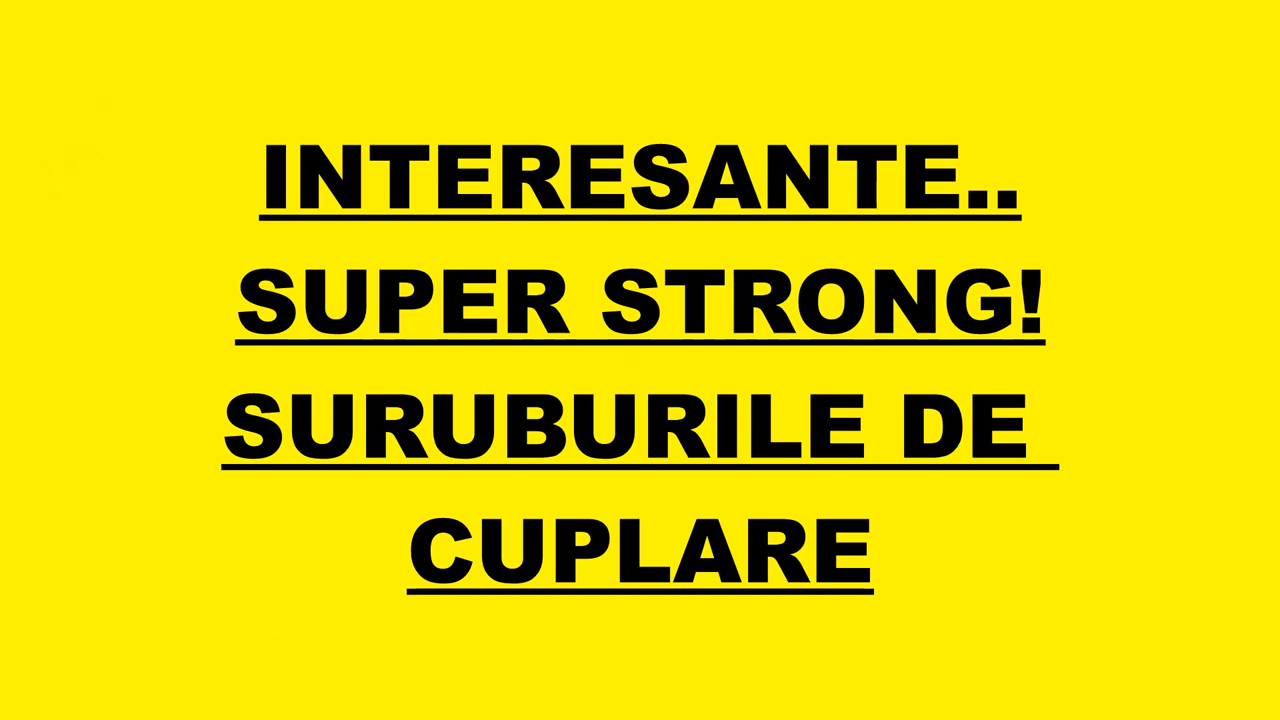 INTERESANTE..
SUPER STRONG!
SURUBURILE DE
CUPLARE